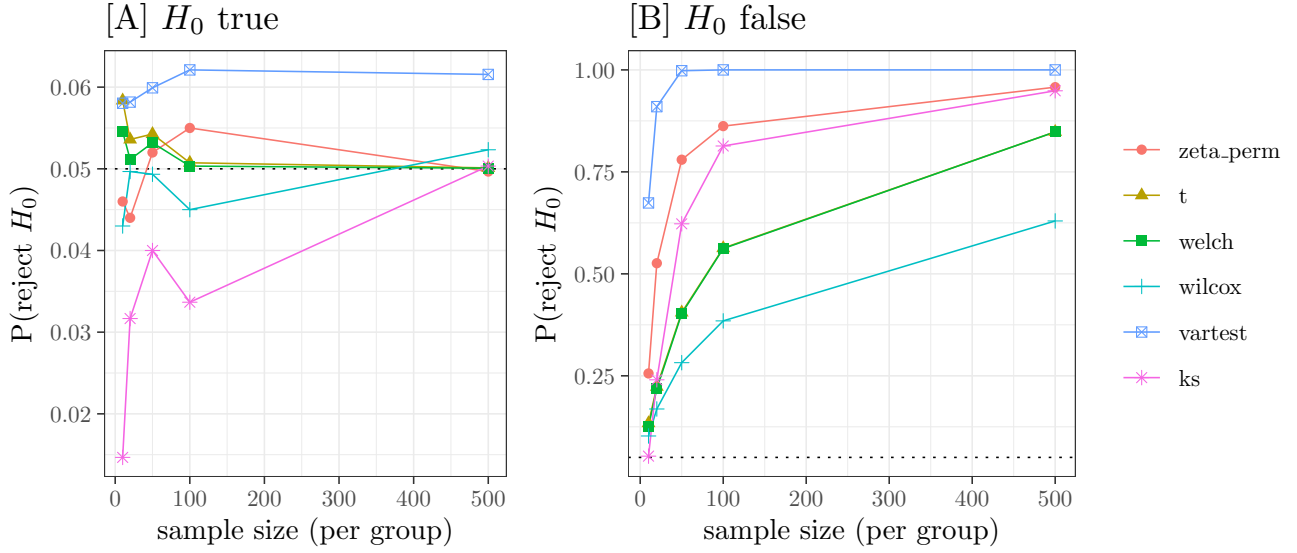 [A] H₀ true
P(reject H₀)
0.06
0.05
0.04
0.03
0.02
0 100 200 300 400 500
sample size (per group)
[B] H₀ false
P(reject H₀)
1.00
0.75
0.50
0.25
0 100 200 300 400 500
sample size (per group)
zeta_perm
t
welch
wilcox
vartest
ks